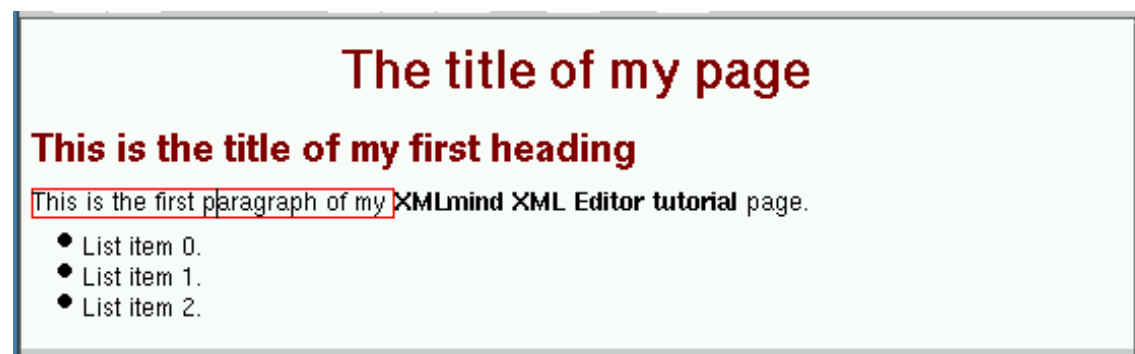 The title of my page
This is the title of my first heading
This is the first paragraph of my XMLmind XML Editor tutorial page.
List item 0.
List item 1.
List item 2.